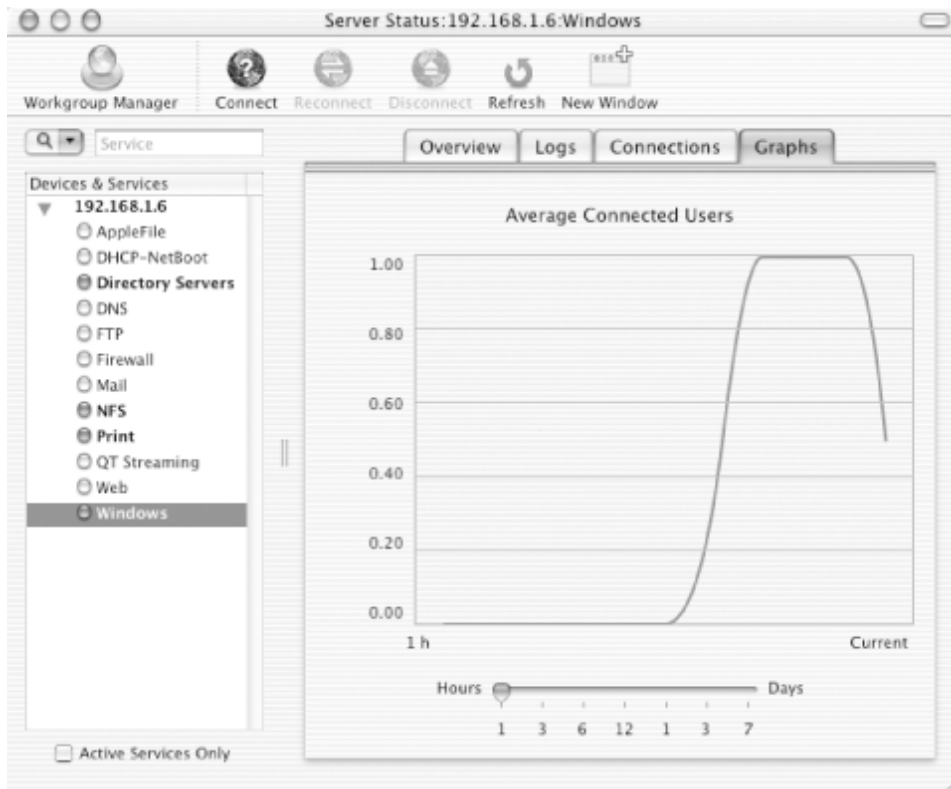 Server Status:192.168.1.6:Windows
Workgroup Manager
Connect
Reconnect
Disconnect
Refresh
New Window
Service
Overview
Logs
Connections
Graphs
Devices & Services
192.168.1.6
AppleFile
DHCP-NetBoot
Directory Servers
DNS
FTP
Firewall
Mail
NFS
Print
QT Streaming
Web
Windows
Active Services Only
Average Connected Users
1.00
0.80
0.60
0.40
0.20
0.00
1 h
Current
Hours
Days
1 3 6 12 1 3 7